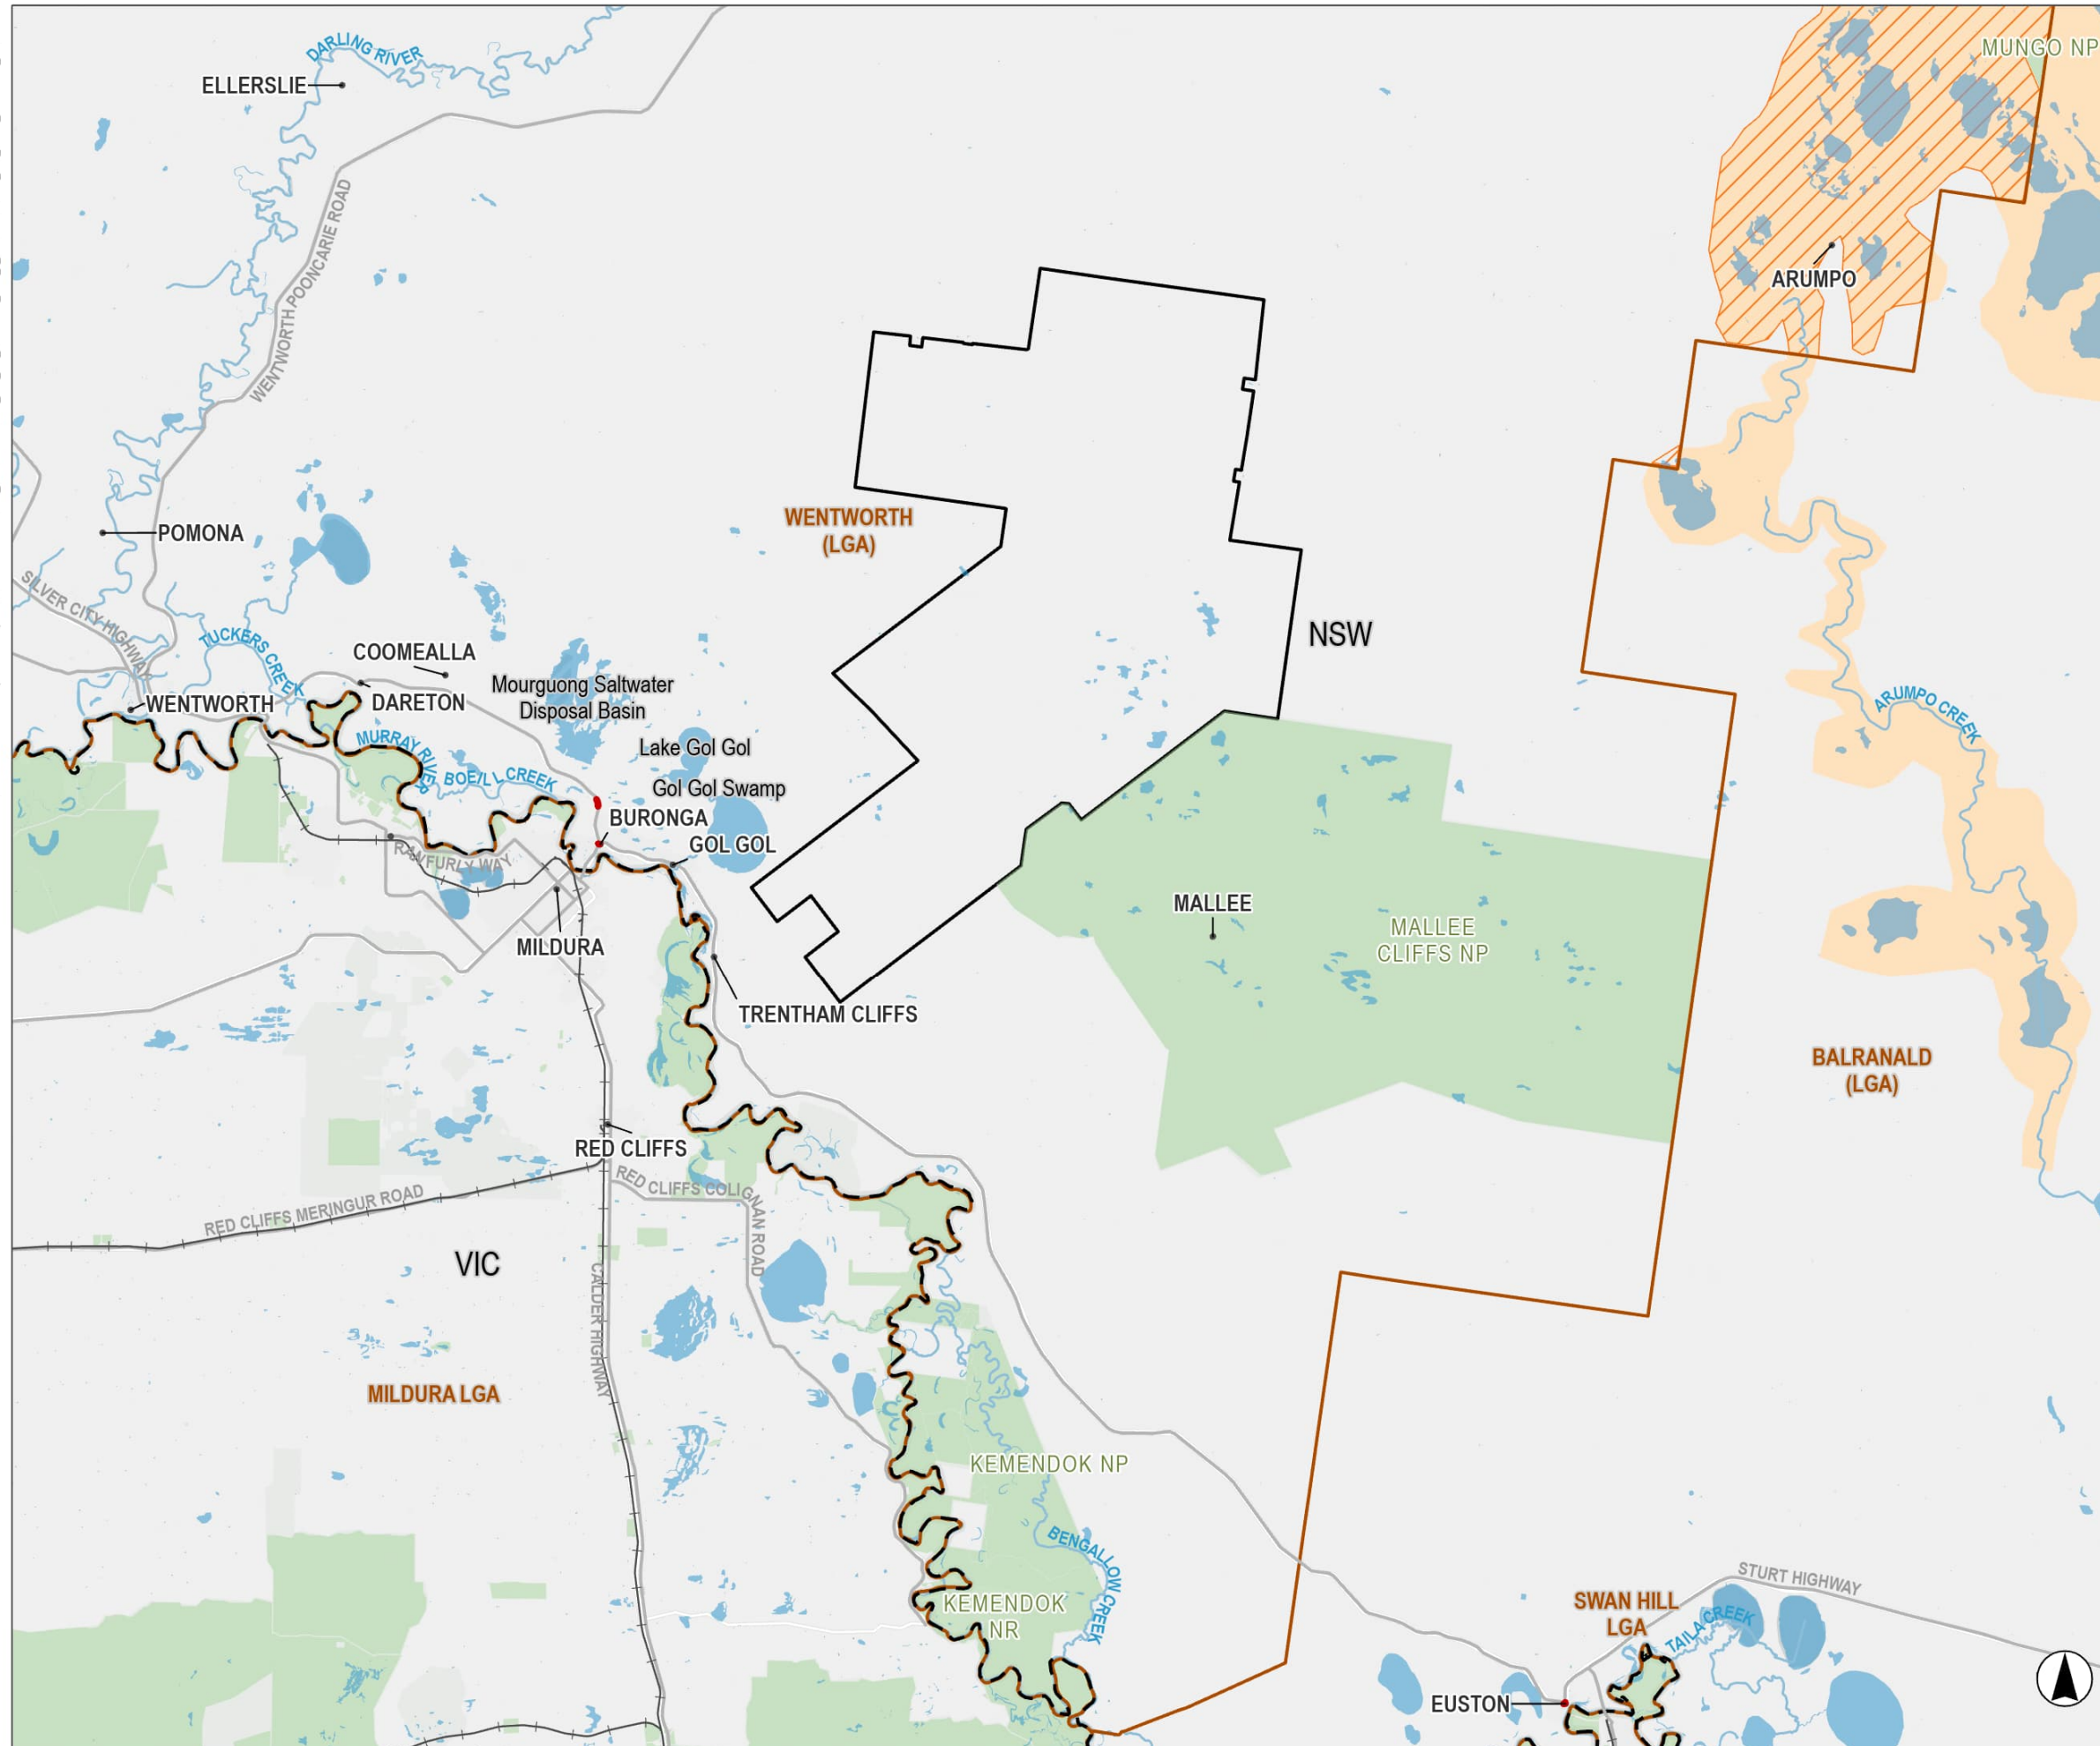 DARLING RIVER
MUNGO NP
ELLERSLIE
WENTWORTH POONCARIE ROAD
ARUMPO
WENTWORTH
(LGA)
POMONA
SILVER CITY HIGHWAY
TUCKERS CREEK
NSW
COOMEALLA
Mourguong Saltwater
Disposal Basin
DARETON
WENTWORTH
ARUMPO CREEK
MURRAY RIVER
Lake Gol Gol
BOEILL CREEK
Gol Gol Swamp
BURONGA
GOL GOL
RANFURLY WAY
MALLEE
MALLEE
CLIFFS NP
MILDURA
TRENTHAM CLIFFS
BALRANALD
(LGA)
RED CLIFFS
RED CLIFFS COLIGNAN ROAD
RED CLIFFS MERINGUR ROAD
VIC
CALDER HIGHWAY
MILDURA LGA
KEMENDOK NP
BENGALLOW CREEK
STURT HIGHWAY
KEMENDOK
NR
SWAN HILL
LGA
TAILA CREEK
EUSTON